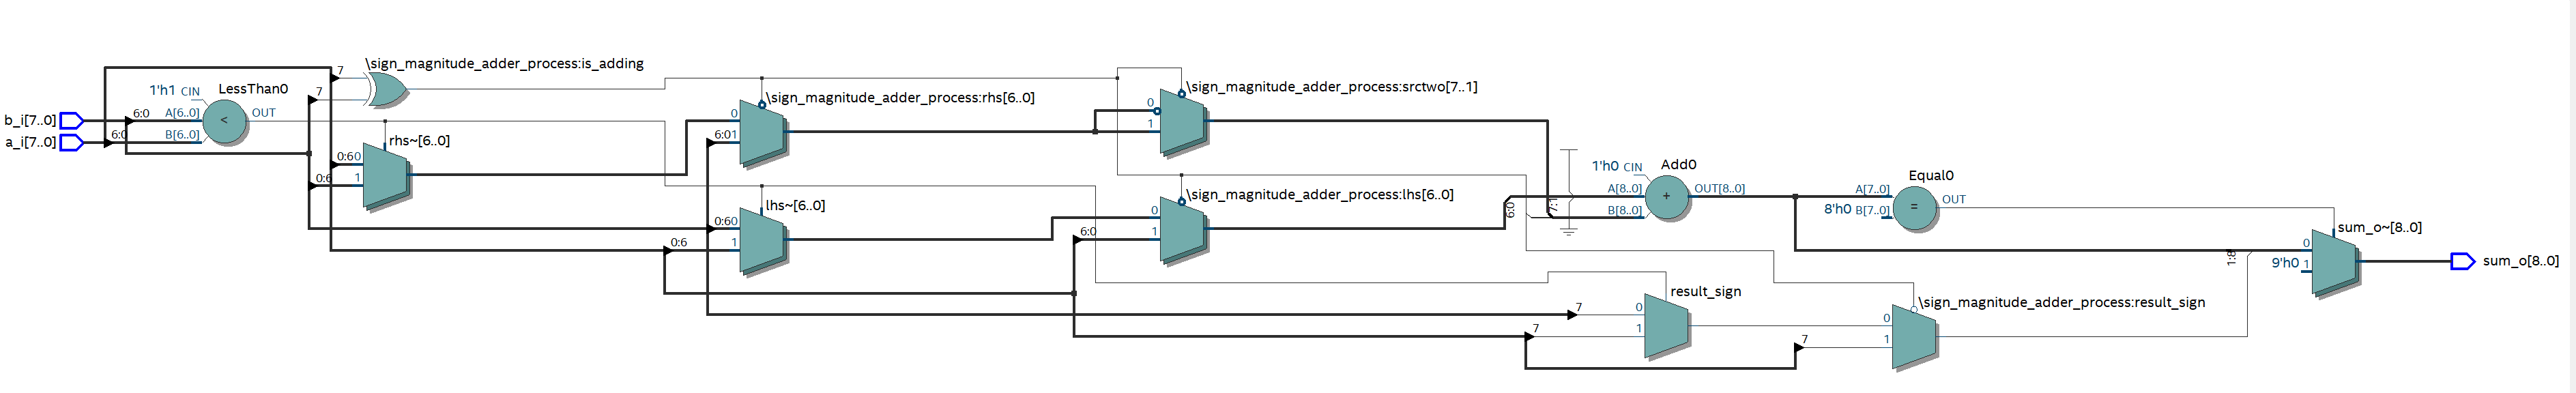 b_i[7..0]
a_i[7..0]
6:0
6:0
1'h1 CIN
A[6..0]
B[6..0]
LessThan0
<
OUT
7
7
\sign_magnitude_adder_process:is_adding
0:6 0
0:6 1
rhs~[6..0]
0
6:0 1
\sign_magnitude_adder_process:rhs[6..0]
0:6 0
0:6 1
lhs~[6..0]
0
1
\sign_magnitude_adder_process:srctwo[7..1]
0
6:0 1
\sign_magnitude_adder_process:lhs[6..0]
6:0
7:1
1'h0 CIN
A[8..0]
B[8..0]
Add0
+
OUT[8..0]
7 0
7 1
result_sign
0
7 1
\sign_magnitude_adder_process:result_sign
A[7..0]
8'h0 B[7..0]
Equal0
=
OUT
1:8
0
9'h0 1
sum_o~[8..0]
sum_o[8..0]